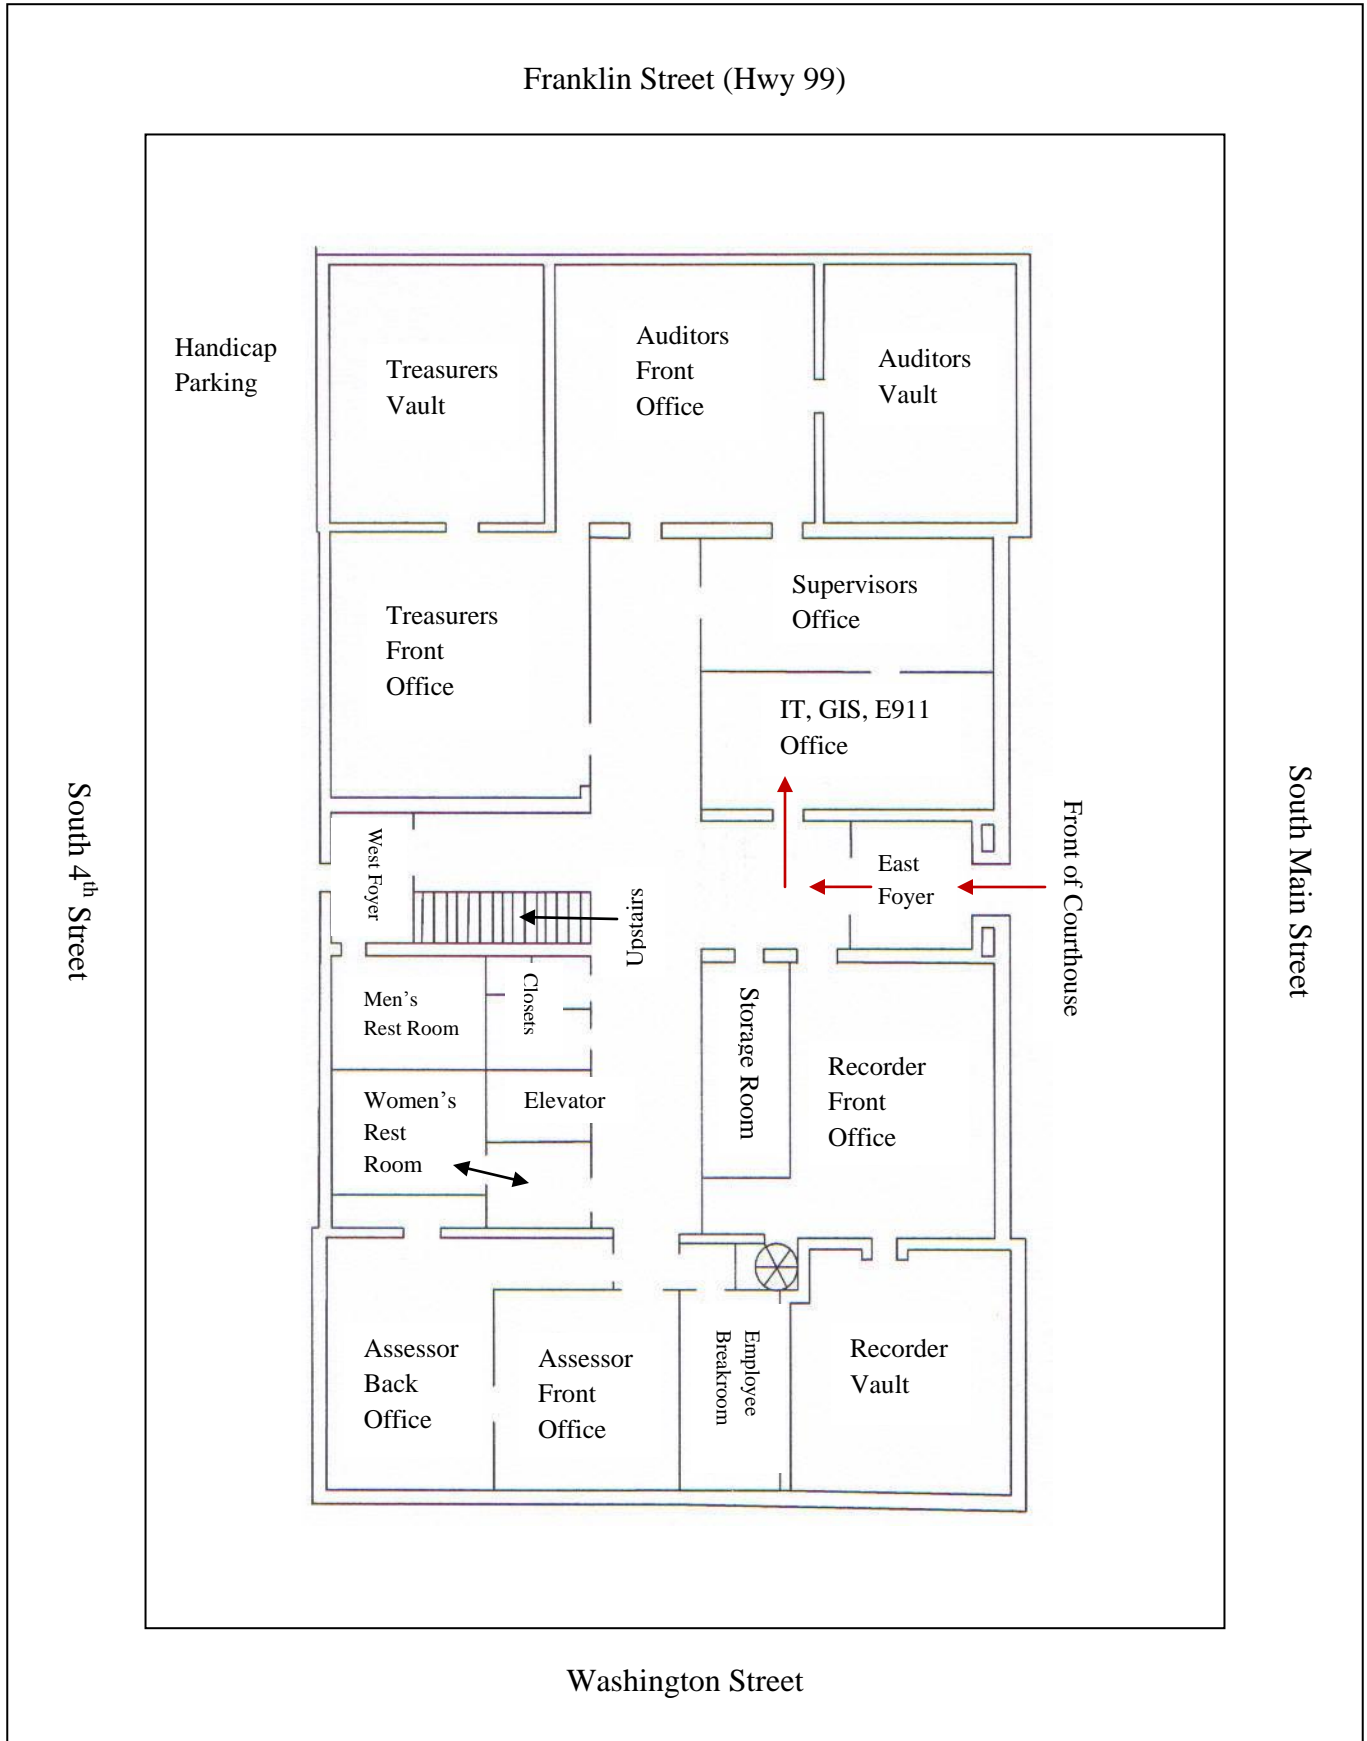 Franklin Street (Hwy 99)
Handicap
Parking
Treasurers
Vault
Auditors
Front
Office
Auditors
Vault
Treasurers
Front
Office
Supervisors
Office
IT, GIS, E911
Office
South 4th Street
West Foyer
Upstairs
East
Foyer
Front of Courthouse
South Main Street
Men’s
Rest Room
Closets
Storage Room
Recorder
Front
Office
Women’s
Rest
Room
Elevator
Assessor
Back
Office
Assessor
Front
Office
Employee
Breakroom
Recorder
Vault
Washington Street